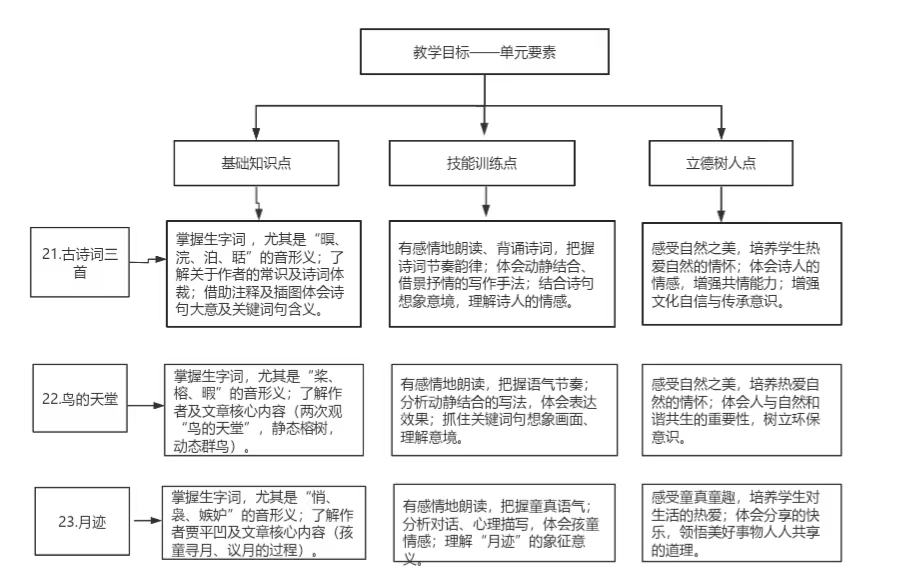 教学目标——单元要素
基础知识点
技能训练点
立德树人点
21.古诗词三
首
掌握生字词，尤其是“暝、
浣、泊、聒”的音形义；了
解关于作者的常识及诗词体
裁；借助注释及插图体会诗
句大意及关键词句含义。
有感情地朗读、背诵诗词，把握
诗词节奏韵律；体会动静结合、
借景抒情的写作手法；结合诗句
想象意境，理解诗人的情感。
感受自然之美，培养学生热
爱自然的情怀；体会诗人的
情感，增强共情能力；增强
文化自信与传承意识。
22.鸟的天堂
掌握生字词，尤其是“桨、
榕、暇”的音形义；了解作
者及文章核心内容（两次观
“鸟的天堂”，静态榕树，
动态群鸟）。
有感情地朗读，把握语气节奏；
分析动静结合的写法，体会表达
效果；抓住关键词句想象画面、
理解意境。
感受自然之美，培养热爱自
然的情怀；体会人与自然和
谐共生的重要性，树立环保
意识。
23.月迹
掌握生字词，尤其是“悄、
袅、嫉妒”的音形义；了解作
者贾平凹及文章核心内容（孩
童寻月、议月的过程）。
有感情地朗读，把握童真语气；
分析对话、心理描写，体会孩童
情感；理解“月迹”的象征意
义。
感受童真童趣，培养学生对
生活的热爱；体会分享的快
乐，领悟美好事物人人共享
的道理。